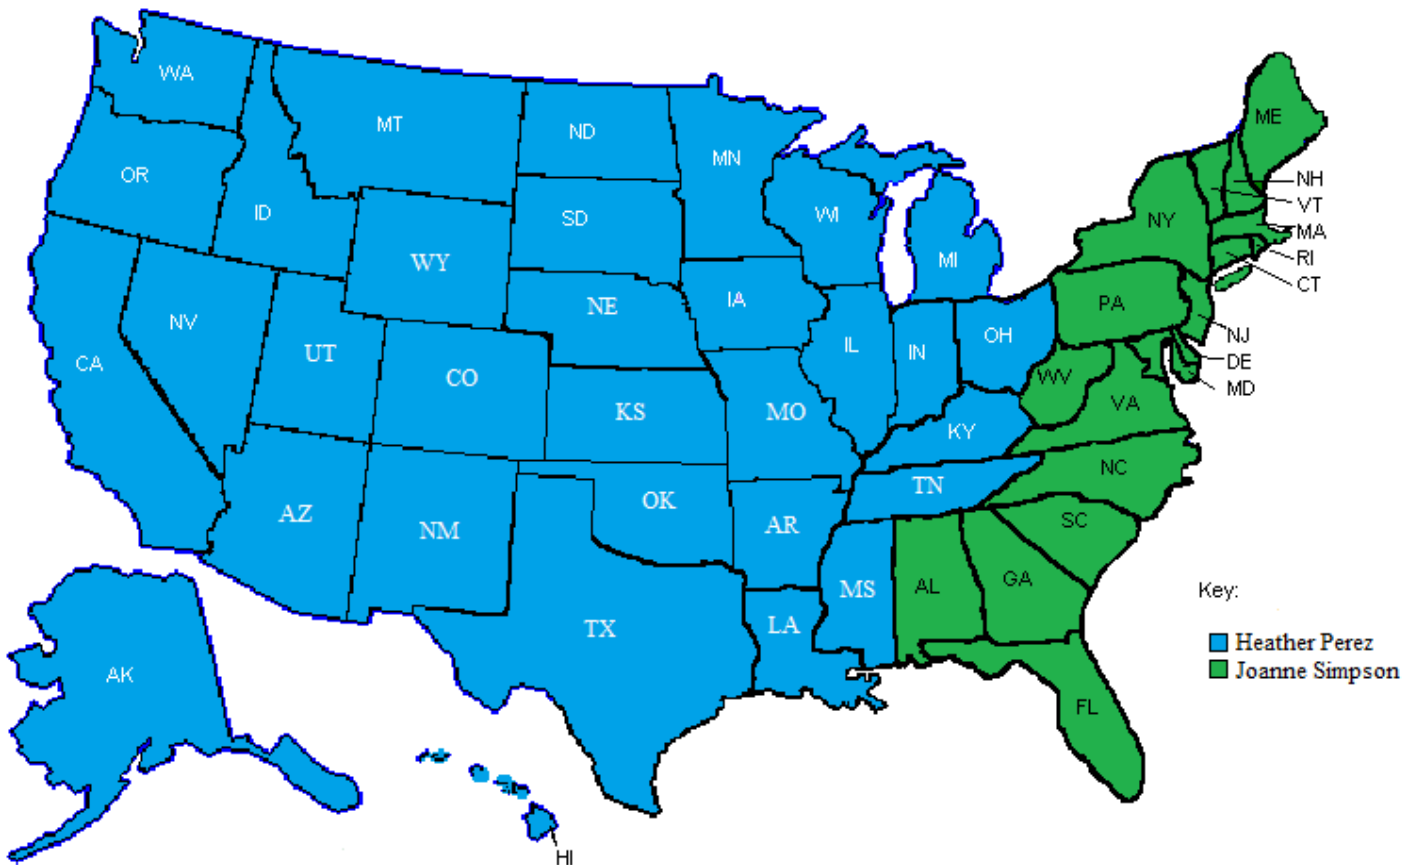 WA
MT
ND
MN
ME
OR
ID
SD
WI
NH
VT
NY
MA
WY
MI
RI
CT
NE
IA
PA
NV
UT
CO
IL
IN
OH
NJ
CA
DE
WV
MD
KS
MO
VA
KY
NC
TN
AZ
NM
OK
AR
SC
AL
GA
MS
Key:
TX
LA
Heather Perez
Joanne Simpson
AK
FL
HI